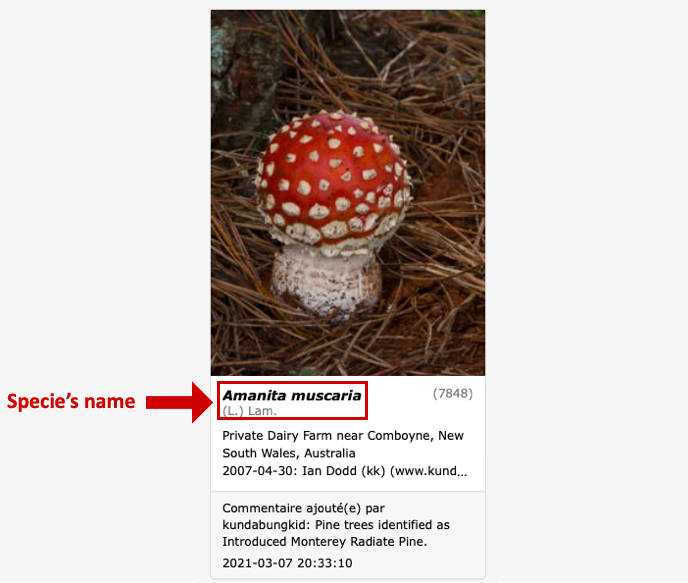 Specie's name
Amanita muscaria
(7848)
(L.) Lam.
Private Dairy Farm near Comboyne, New
South Wales, Australia
2007-04-30: Ian Dodd (kk) (www.kund...
Commentaire ajouté(e) par
kundabungkid: Pine trees identified as
Introduced Monterey Radiate Pine.
2021-03-07 20:33:10